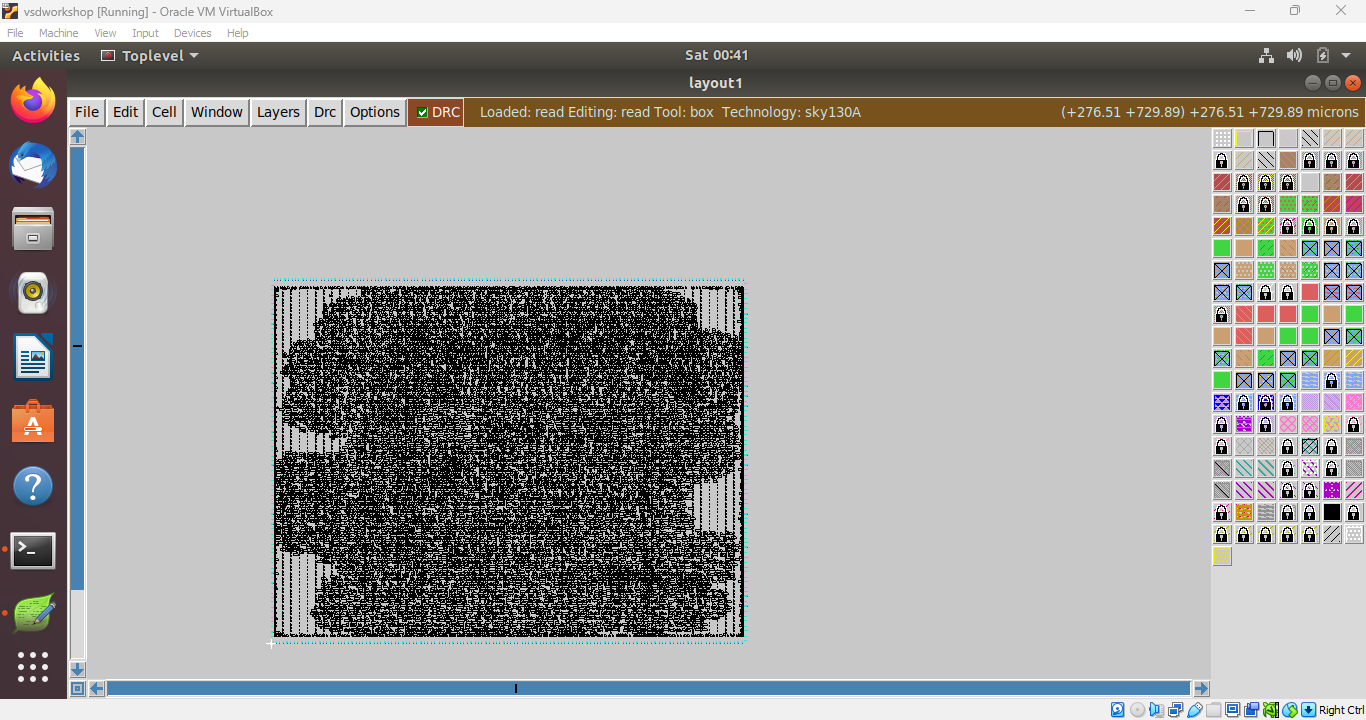 vsdworkshop [Running] - Oracle VM VirtualBox
File Machine View Input Devices Help
Activities Toplevel Sat 00:41
layout1
File Edit Cell Window Layers Drc Options DRC Loaded: read Editing: read Tool: box Technology: sky130A (+276.51 +729.89) +276.51 +729.89 microns
Right Ctrl